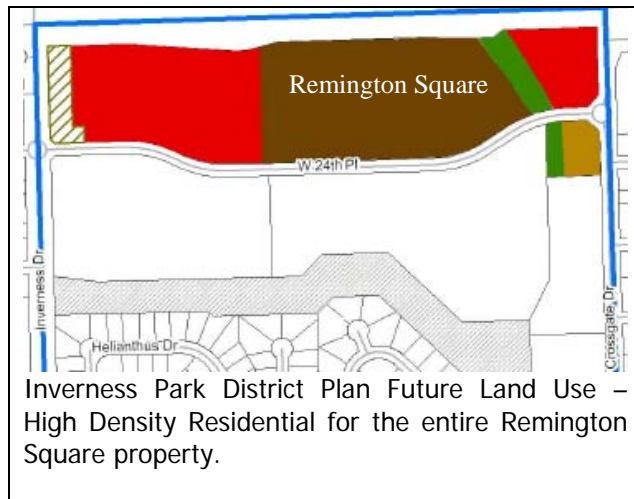 Remington Square
W 24th Pl
Inverness Dr
Crossgate Dr
Helianthus Dr
Inverness Park District Plan Future Land Use –
High Density Residential for the entire Remington
Square property.